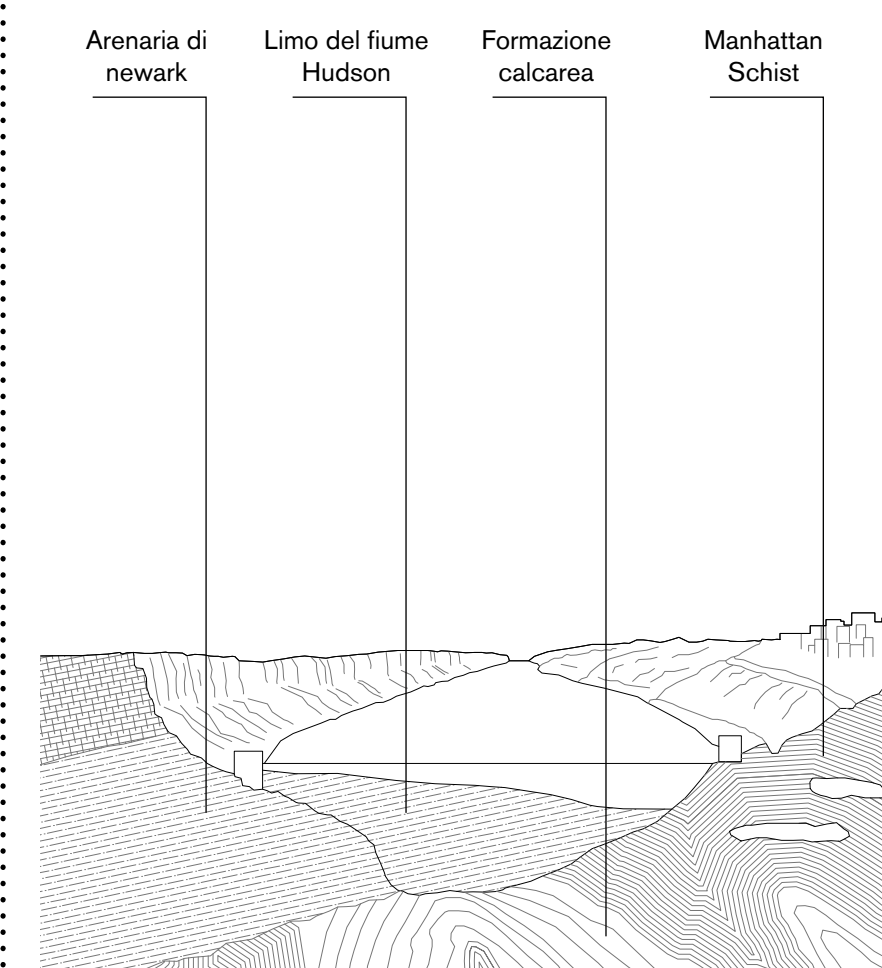 Arenaria di
newark
Limo del fiume
Hudson
Formazione
calcarea
Manhattan
Schist